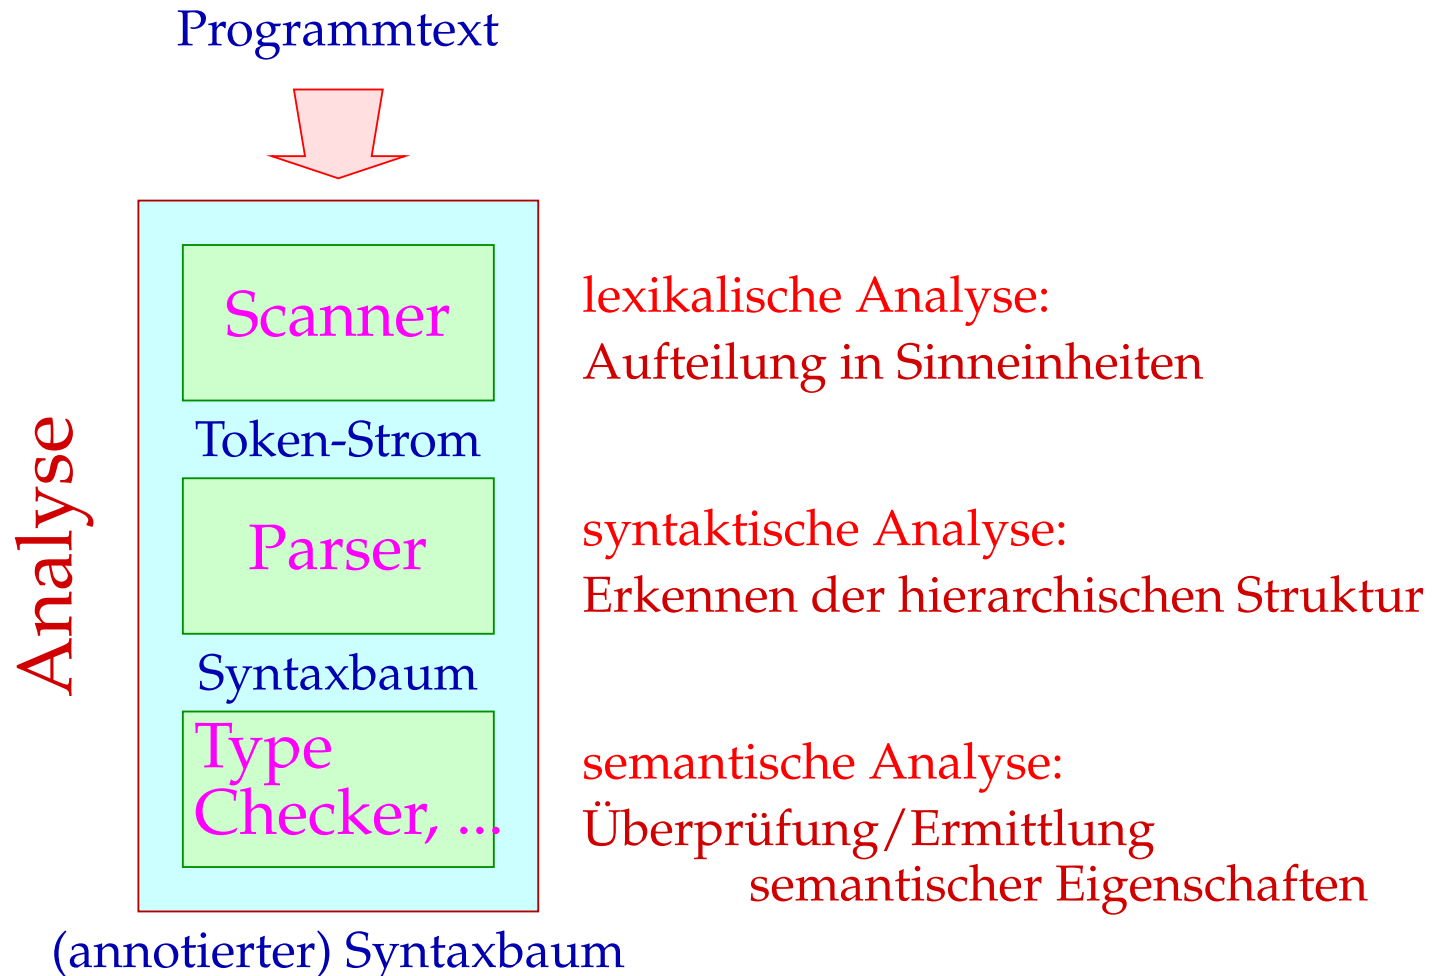 Programmtext
Scanner
lexikalische Analyse:
Aufteilung in Sinneinheiten
Token-Strom
Analyse
Parser
syntaktische Analyse:
Erkennen der hierarchischen Struktur
Syntaxbaum
Type
Checker, ...
semantische Analyse:
Überprüfung/Ermittlung
semantischer Eigenschaften
(annotierter) Syntaxbaum